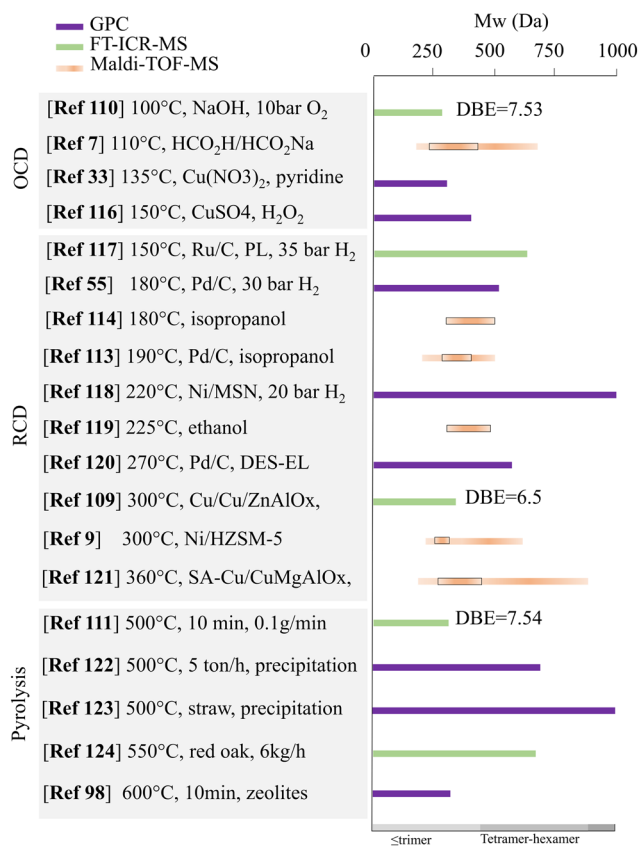 GPC
FT-ICR-MS
Maldi-TOF-MS
Mw (Da)
0 250 500 750 1000
OCD
[Ref 110] 100°C, NaOH, 10bar O₂ DBE=7.53
[Ref 7] 110°C, HCO₂H/HCO₂Na
[Ref 33] 135°C, Cu(NO3)₂, pyridine
[Ref 116] 150°C, CuSO4, H₂O₂
RCD
[Ref 117] 150°C, Ru/C, PL, 35 bar H₂
[Ref 55] 180°C, Pd/C, 30 bar H₂
[Ref 114] 180°C, isopropanol
[Ref 113] 190°C, Pd/C, isopropanol
[Ref 118] 220°C, Ni/MSN, 20 bar H₂
[Ref 119] 225°C, ethanol
[Ref 120] 270°C, Pd/C, DES-EL
[Ref 109] 300°C, Cu/Cu/ZnAlOx, DBE=6.5
[Ref 9] 300°C, Ni/HZSM-5
[Ref 121] 360°C, SA-Cu/CuMgAlOx,
Pyrolysis
[Ref 111] 500°C, 10 min, 0.1g/min DBE=7.54
[Ref 122] 500°C, 5 ton/h, precipitation
[Ref 123] 500°C, straw, precipitation
[Ref 124] 550°C, red oak, 6kg/h
[Ref 98] 600°C, 10min, zeolites
≤trimer Tetramer-hexamer